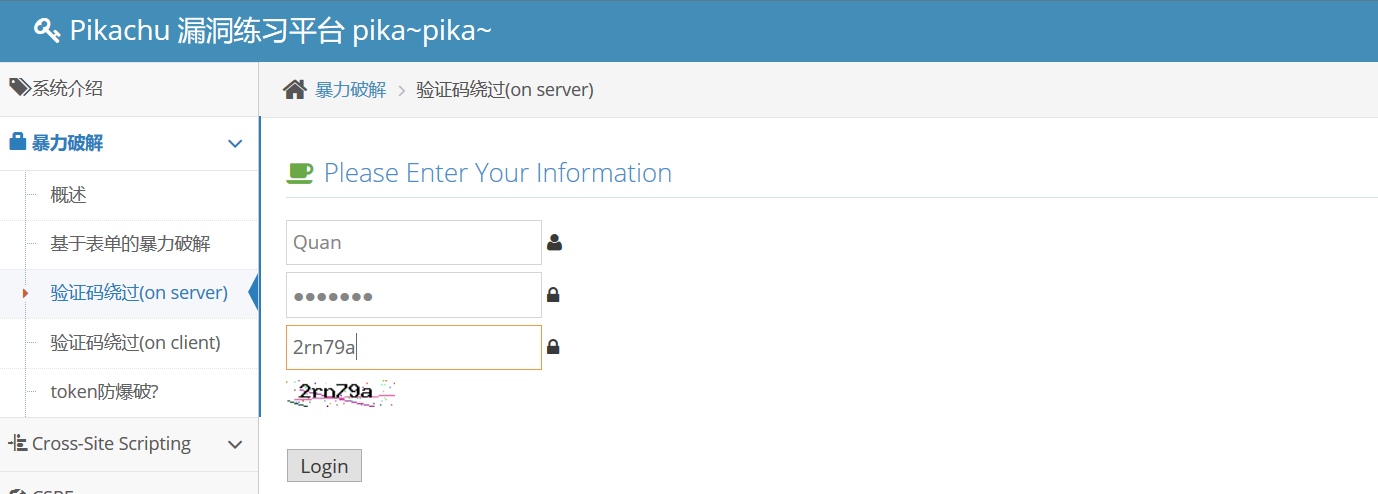 Pikachu 漏洞练习平台 pika~pika~
系统介绍
暴力破解
概述
基于表单的暴力破解
验证码绕过(on server)
验证码绕过(on client)
token防爆破?
Cross-Site Scripting
CSRF
暴力破解 > 验证码绕过(on server)
Please Enter Your Information
Quan
•••••••
2rn79a
2rn79a
Login